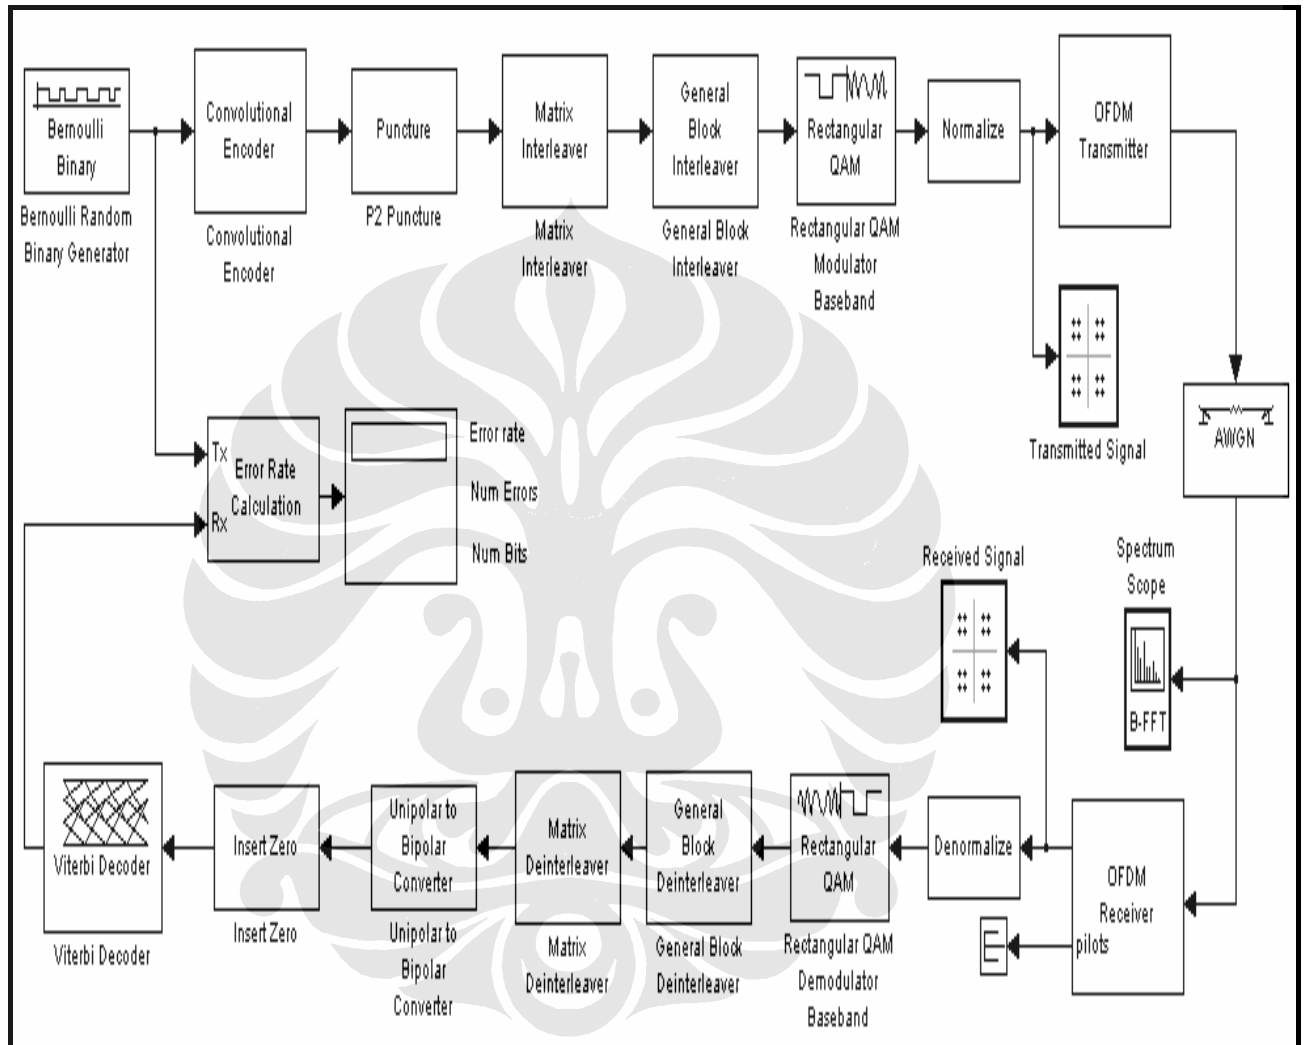 Bernoulli
Binary
Bernoulli Random
Binary Generator
Convolutional
Encoder
Convolutional
Encoder
Puncture
P2 Puncture
Matrix
Interleaver
Matrix
Interleaver
General
Block
Interleaver
General Block
Interleaver
Rectangular
QAM
Rectangular QAM
Modulator
Baseband
Normalize
OFDM
Transmitter
Transmitted Signal
AWGN
Tx
Rx
Error Rate
Calculation
Error rate
Num Errors
Num Bits
Received Signal
Spectrum
Scope
B-FFT
Viterbi Decoder
Viterbi Decoder
Insert Zero
Insert Zero
Unipolar to
Bipolar
Converter
Unipolar to
Bipolar
Converter
Matrix
Deinterleaver
Matrix
Deinterleaver
General
Block
Deinterleaver
General Block
Deinterleaver
Rectangular
QAM
Rectangular QAM
Demodulator
Baseband
Denormalize
OFDM
Receiver
pilots